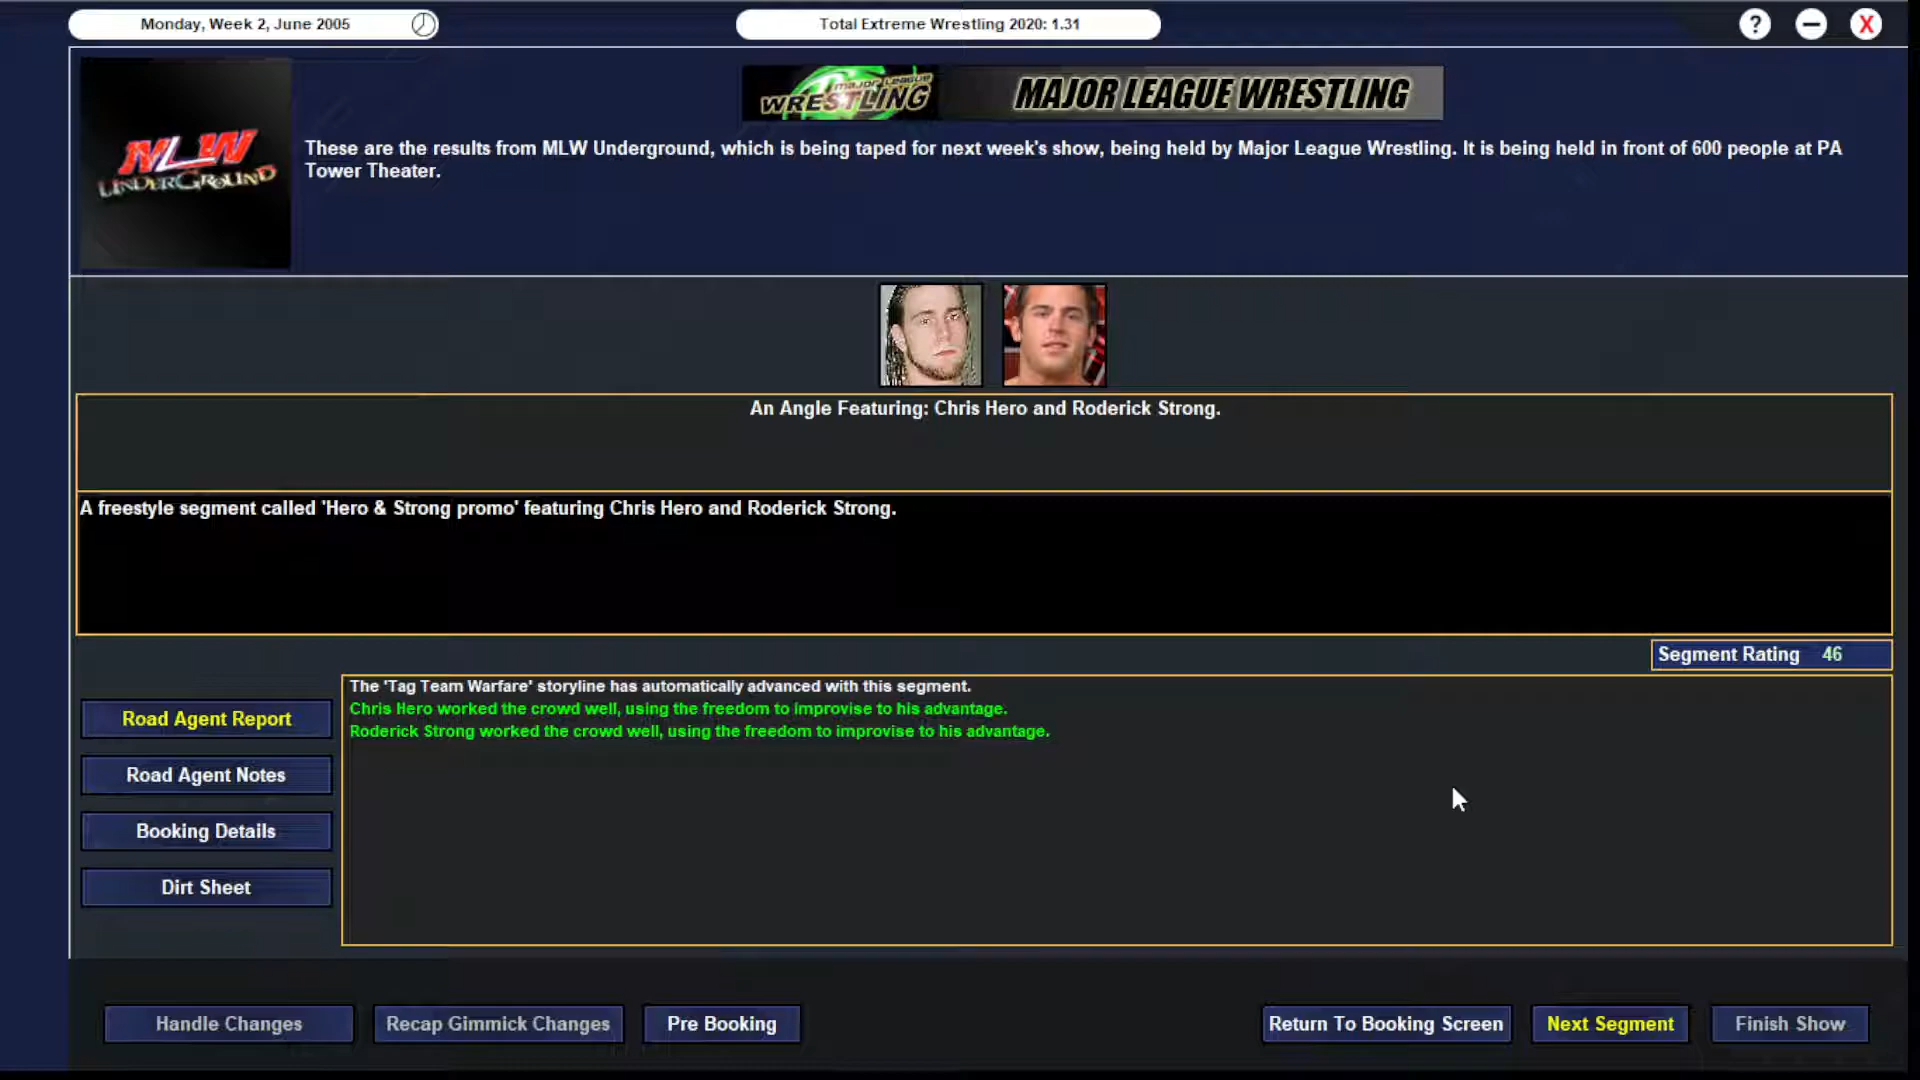 Monday, Week 2, June 2005
Total Extreme Wrestling 2020: 1.31
?
X
MLW
UNDERGROUND
major league
WRESTLING
MAJOR LEAGUE WRESTLING
These are the results from MLW Underground, which is being taped for next week's show, being held by Major League Wrestling. It is being held in front of 600 people at PA
Tower Theater.
An Angle Featuring: Chris Hero and Roderick Strong.
A freestyle segment called 'Hero & Strong promo' featuring Chris Hero and Roderick Strong.
Segment Rating 46
The 'Tag Team Warfare' storyline has automatically advanced with this segment.
Chris Hero worked the crowd well, using the freedom to improvise to his advantage.
Roderick Strong worked the crowd well, using the freedom to improvise to his advantage.
Road Agent Report
Road Agent Notes
Booking Details
Dirt Sheet
Handle Changes
Recap Gimmick Changes
Pre Booking
Return To Booking Screen
Next Segment
Finish Show